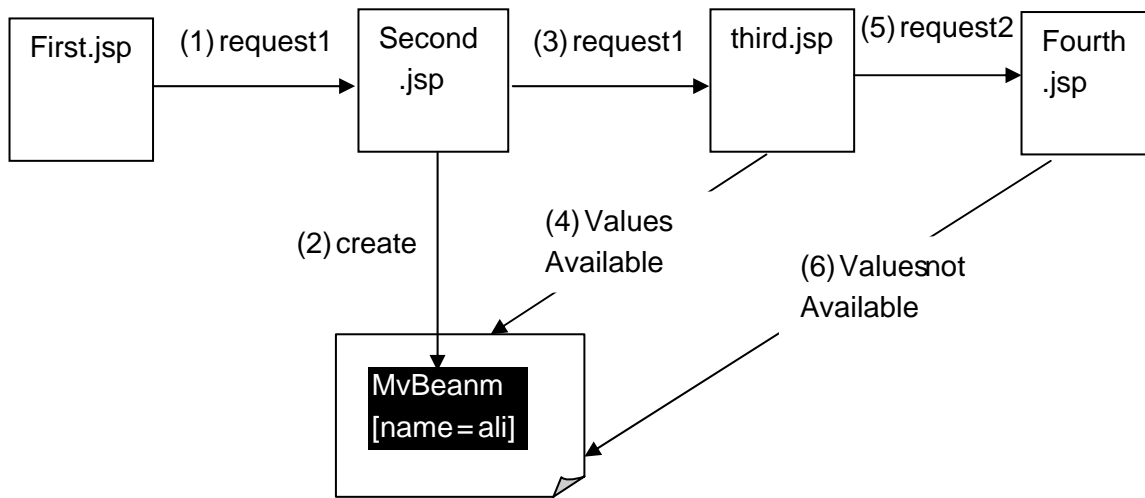 First.jsp
(1) request1
Second
.jsp
(3) request1
third.jsp
(5) request2
Fourth
.jsp
(2) create
(4) Values
Available
(6) Valuesnot
Available
MvBeanm
[name=ali]